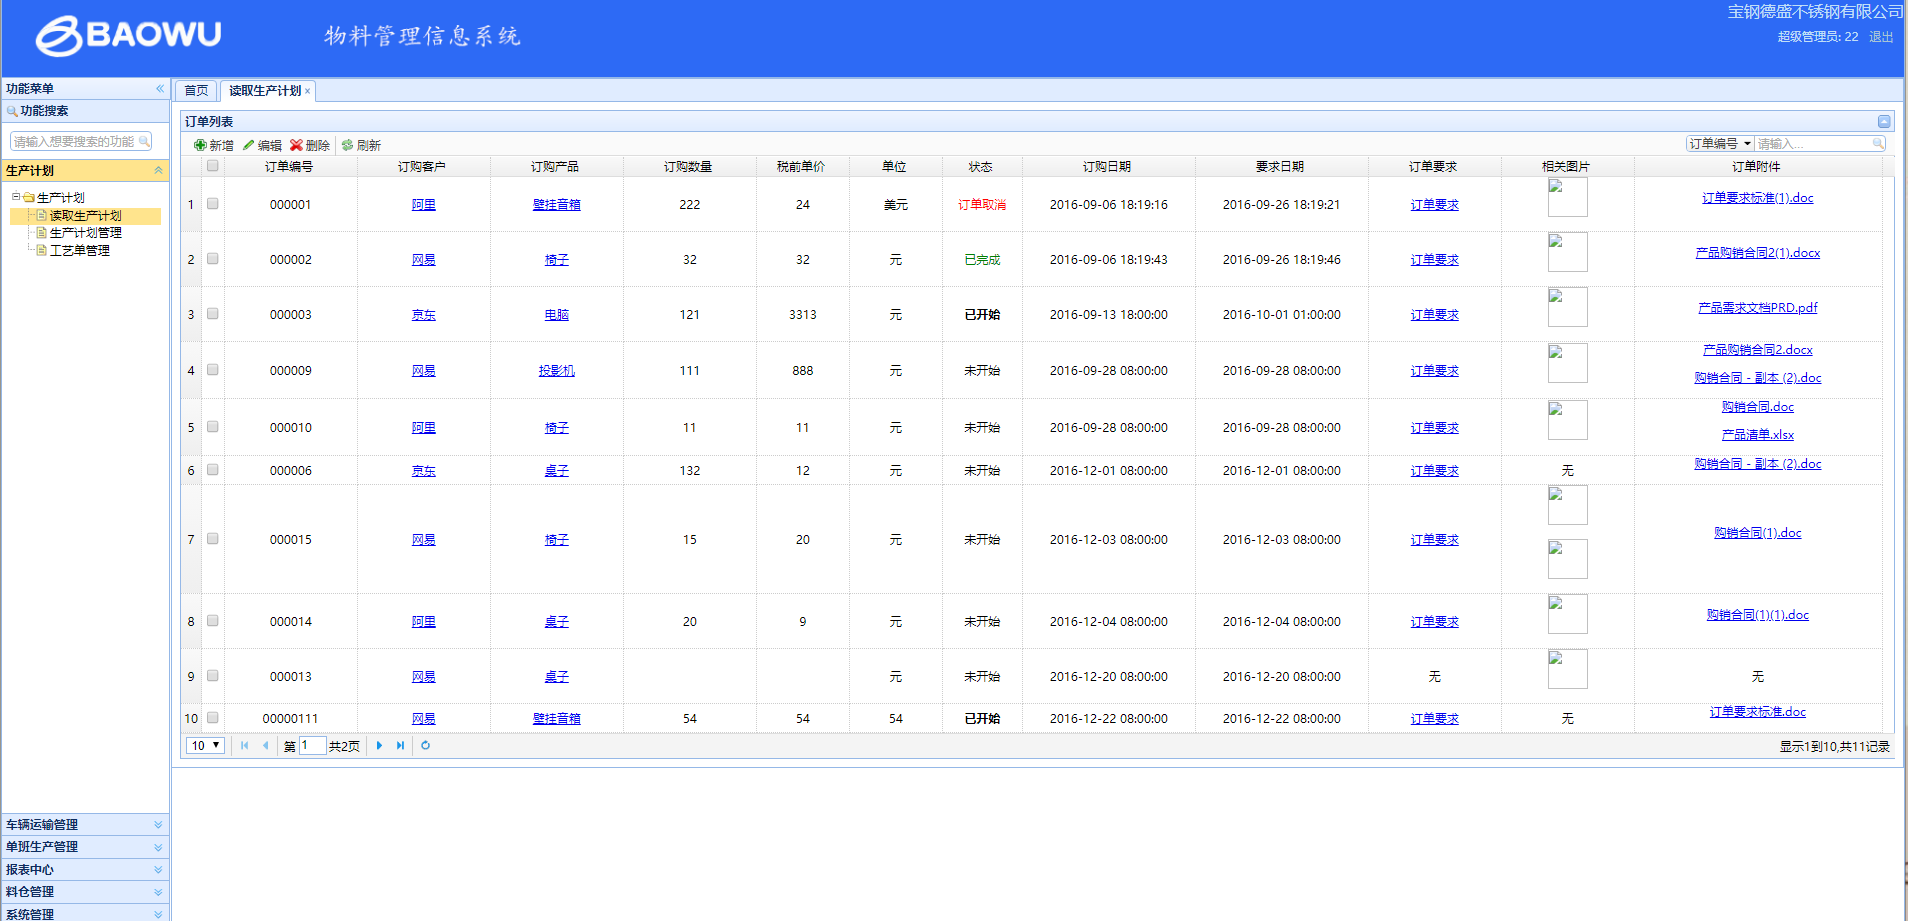 BAOWU
物料管理信息系统
宝钢德盛不锈钢有限公司
超级管理员: 22 退出
功能菜单
功能搜索
请输入想要搜索的功能
生产计划
生产计划
读取生产计划
生产计划管理
工艺单管理
车辆运输管理
单班生产管理
报表中心
料仓管理
系统管理
首页 读取生产计划
订单列表
新增 编辑 删除 刷新 订单编号 请输入...
订单编号 订购客户 订购产品 订购数量 税前单价 单位 状态 订购日期 要求日期 订单要求 相关图片 订单附件
1 000001 阿里 壁挂音箱 222 24 美元 订单取消 2016-09-06 18:19:16 2016-09-26 18:19:21 订单要求 订单要求标准(1).doc
2 000002 网易 椅子 32 32 元 已完成 2016-09-06 18:19:43 2016-09-26 18:19:46 订单要求 产品购销合同2(1).docx
3 000003 京东 电脑 121 3313 元 已开始 2016-09-13 18:00:00 2016-10-01 01:00:00 订单要求 产品需求文档PRD.pdf
4 000009 网易 投影机 111 888 元 未开始 2016-09-28 08:00:00 2016-09-28 08:00:00 订单要求 产品购销合同2.docx
购销合同 - 副本 (2).doc
5 000010 阿里 椅子 11 11 元 未开始 2016-09-28 08:00:00 2016-09-28 08:00:00 订单要求 购销合同.doc
产品清单.xlsx
6 000006 京东 桌子 132 12 元 未开始 2016-12-01 08:00:00 2016-12-01 08:00:00 订单要求 无 购销合同 - 副本 (2).doc
7 000015 网易 椅子 15 20 元 未开始 2016-12-03 08:00:00 2016-12-03 08:00:00 订单要求 购销合同(1).doc
8 000014 阿里 桌子 20 9 元 未开始 2016-12-04 08:00:00 2016-12-04 08:00:00 订单要求 购销合同(1)(1).doc
9 000013 网易 桌子 元 未开始 2016-12-20 08:00:00 2016-12-20 08:00:00 无 无
10 00000111 网易 壁挂音箱 54 54 54 已开始 2016-12-22 08:00:00 2016-12-22 08:00:00 订单要求 无 订单要求标准.doc
10 第 1 共2页 显示1到10,共11记录